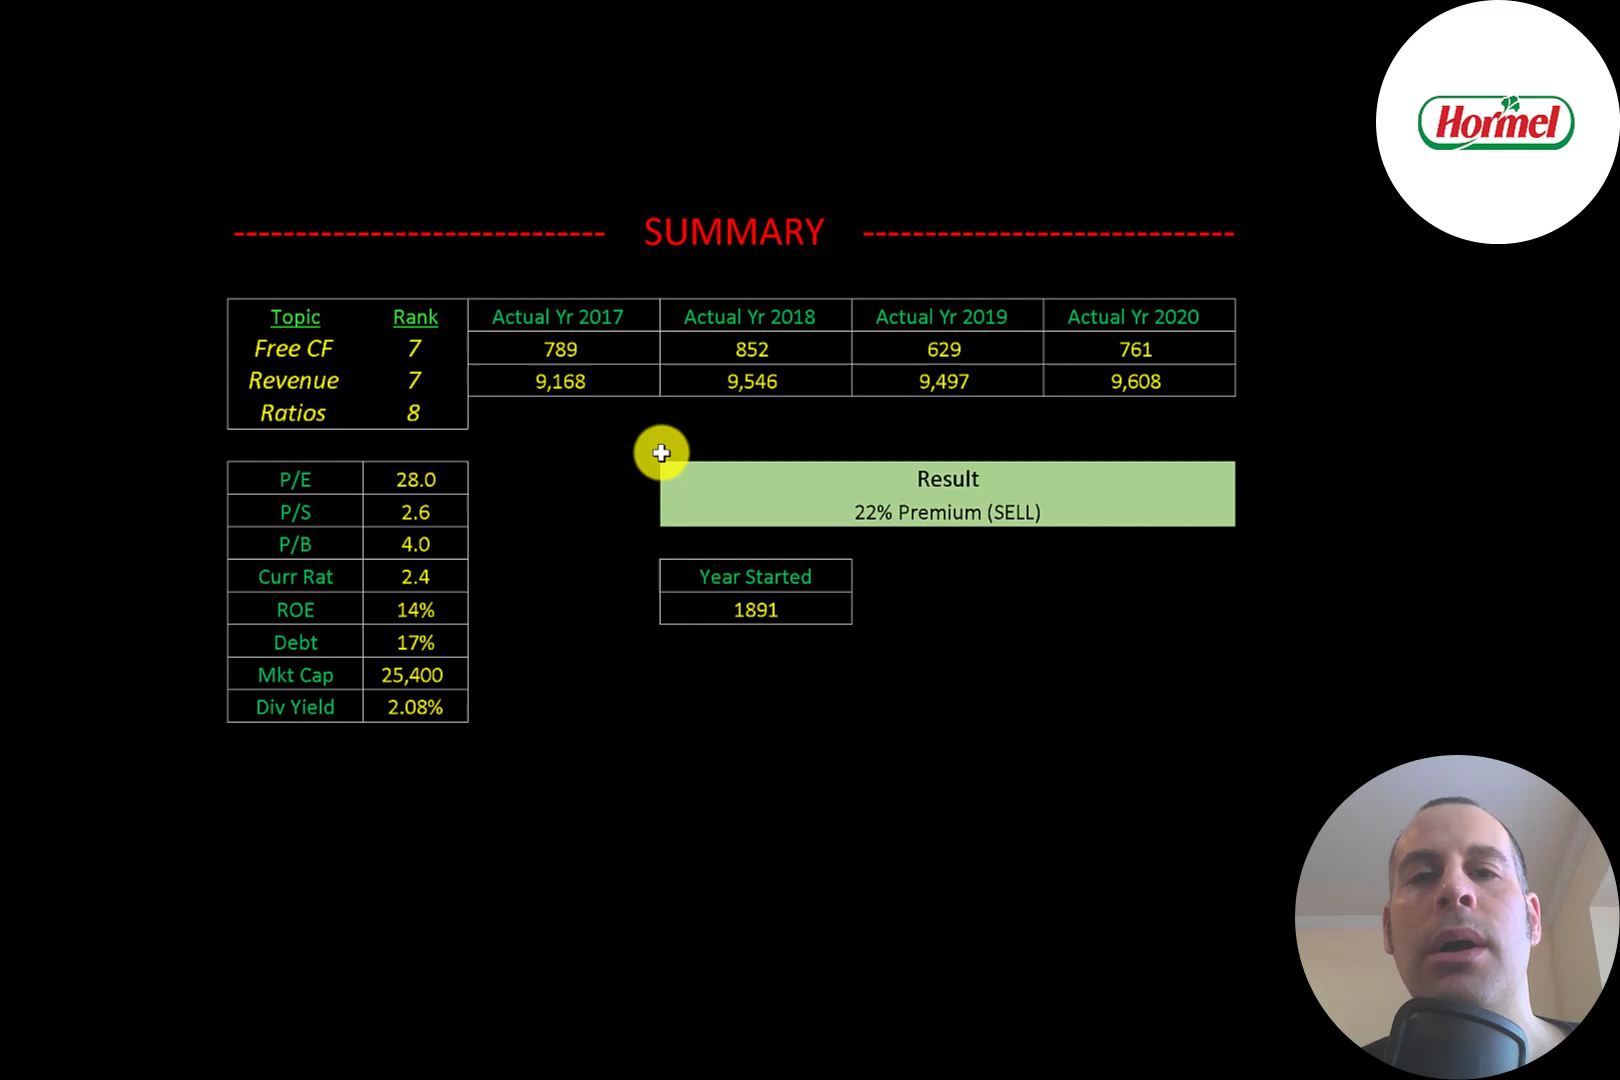 Hormel
------------------------------ SUMMARY ------------------------------
Topic Rank Actual Yr 2017 Actual Yr 2018 Actual Yr 2019 Actual Yr 2020
Free CF 7 789 852 629 761
Revenue 7 9,168 9,546 9,497 9,608
Ratios 8
P/E 28.0
P/S 2.6
P/B 4.0
Curr Rat 2.4
ROE 14%
Debt 17%
Mkt Cap 25,400
Div Yield 2.08%
Result
22% Premium (SELL)
Year Started
1891